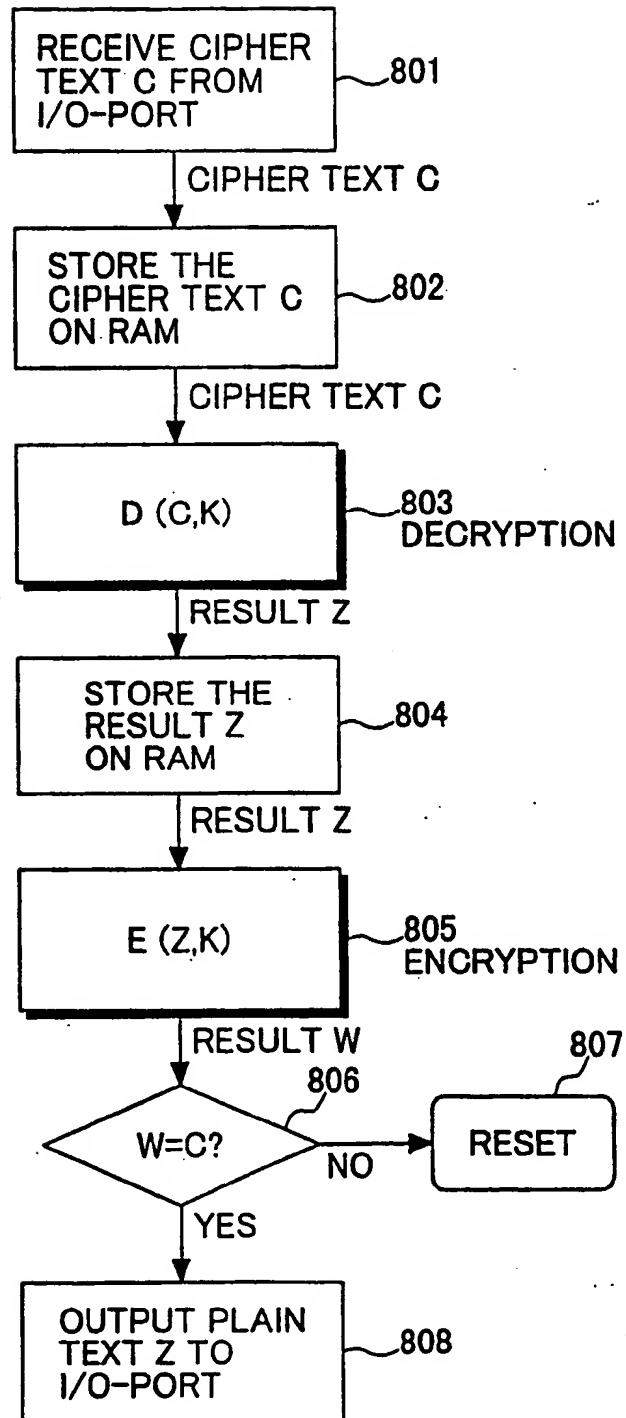 RECEIVE CIPHER
TEXT C FROM
I/O-PORT
801
CIPHER TEXT C
STORE THE
CIPHER TEXT C
ON RAM
802
CIPHER TEXT C
D (C,K)
803
DECRYPTION
RESULT Z
STORE THE
RESULT Z
ON RAM
804
RESULT Z
E (Z,K)
805
ENCRYPTION
RESULT W
806
807
W=C?
NO
RESET
YES
OUTPUT PLAIN
TEXT Z TO
I/O-PORT
808